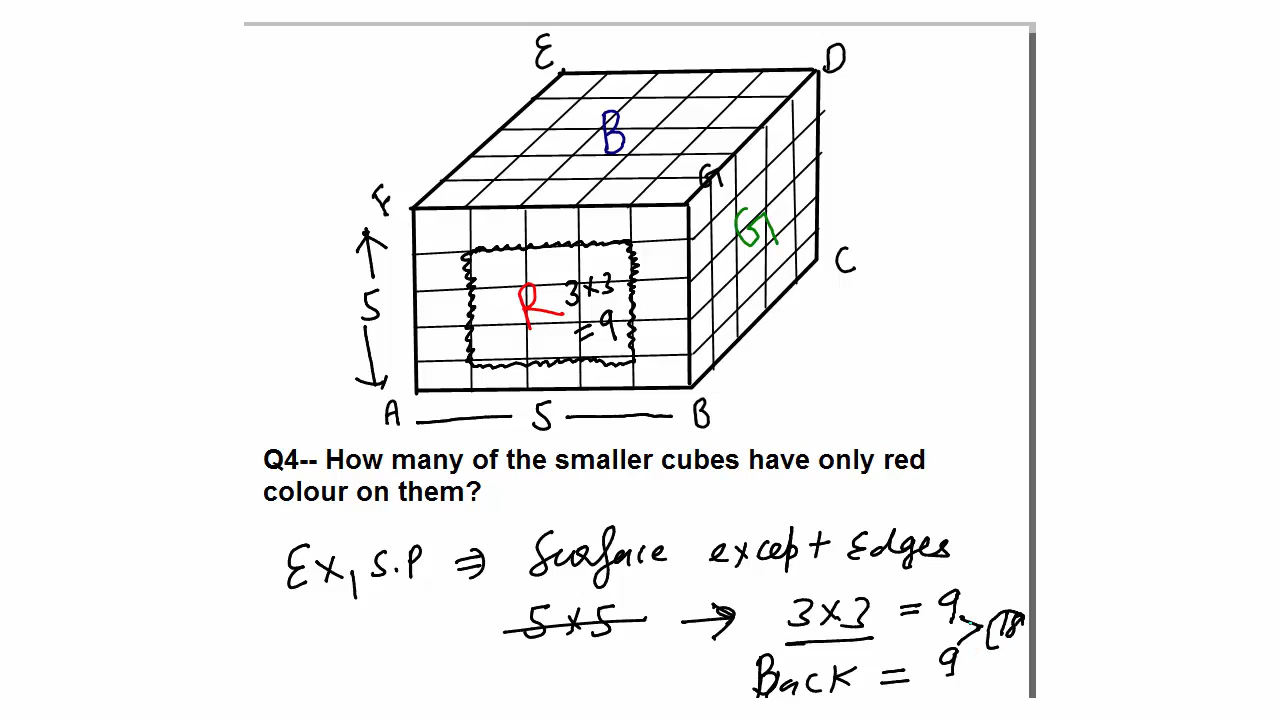 E
D
B
G
F
G
5
R
3×3
= 9
C
A
5
B
Q4-- How many of the smaller cubes have only red
colour on them?
Ex, S.P ⇒ Surface except Edges
5×5 → 3×3 = 9
18
Back = 9